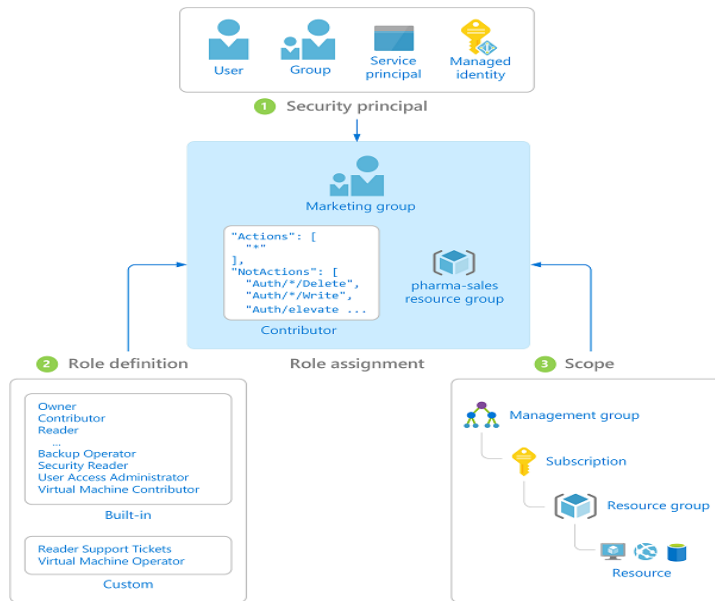 User
Group
Service
principal
Managed
identity
1 Security principal
Marketing group
"Actions": [
"*"
],
"NotActions": [
"Auth/*/Delete",
"Auth/*/Write",
"Auth/elevate ...
Contributor
pharma-sales
resource group
2 Role definition
Role assignment
3 Scope
Owner
Contributor
Reader
...
Backup Operator
Security Reader
User Access Administrator
Virtual Machine Contributor
Built-in
Reader Support Tickets
Virtual Machine Operator
Custom
Management group
Subscription
Resource group
Resource